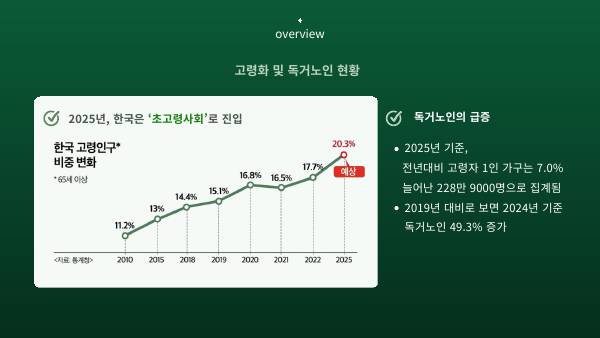 overview
고령화 및 독거노인 현황
2025년, 한국은 ‘초고령사회’로 진입
한국 고령인구*
비중 변화
* 65세 이상
11.2%
13%
14.4%
15.1%
16.8%
16.5%
17.7%
20.3%
예상
<자료: 통계청>
2010
2015
2018
2019
2020
2021
2022
2025
독거노인의 급증
• 2025년 기준,
전년대비 고령자 1인 가구는 7.0%
늘어난 228만 9000명으로 집계됨
• 2019년 대비로 보면 2024년 기준
독거노인 49.3% 증가